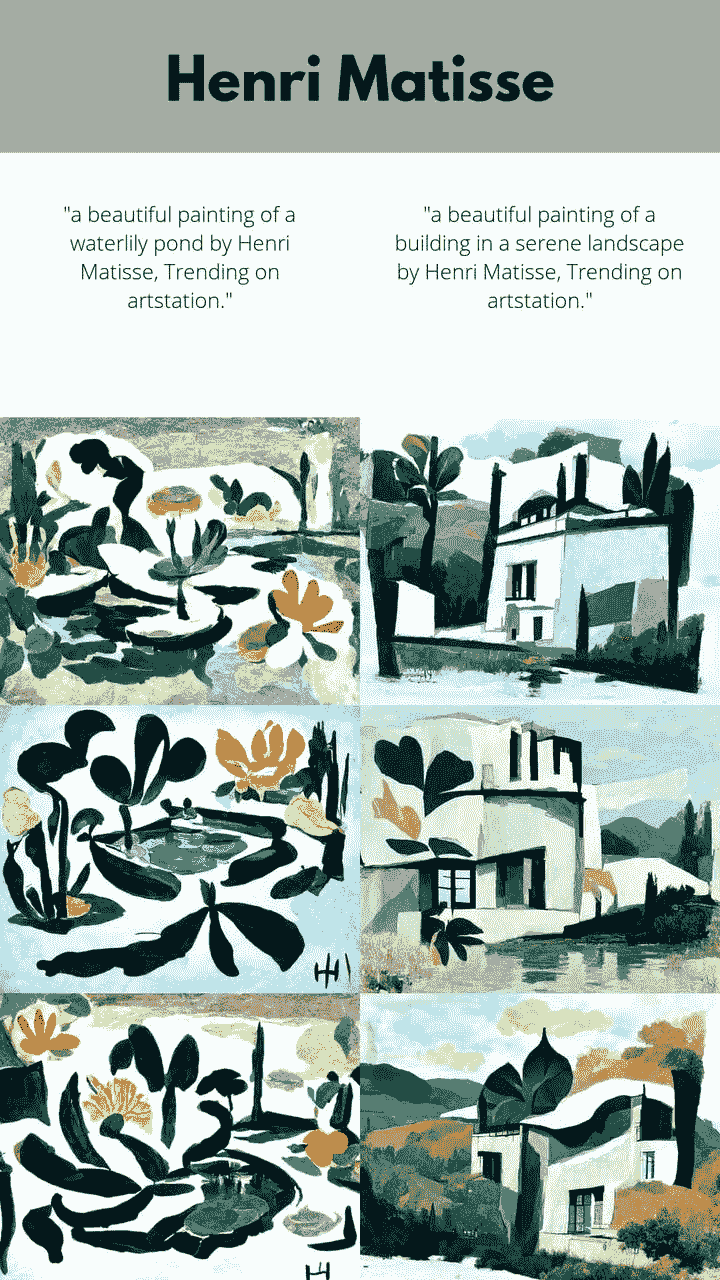 Henri Matisse
"a beautiful painting of a
waterlily pond by Henri
Matisse, Trending on
artstation."
"a beautiful painting of a
building in a serene landscape
by Henri Matisse, Trending on
artstation."